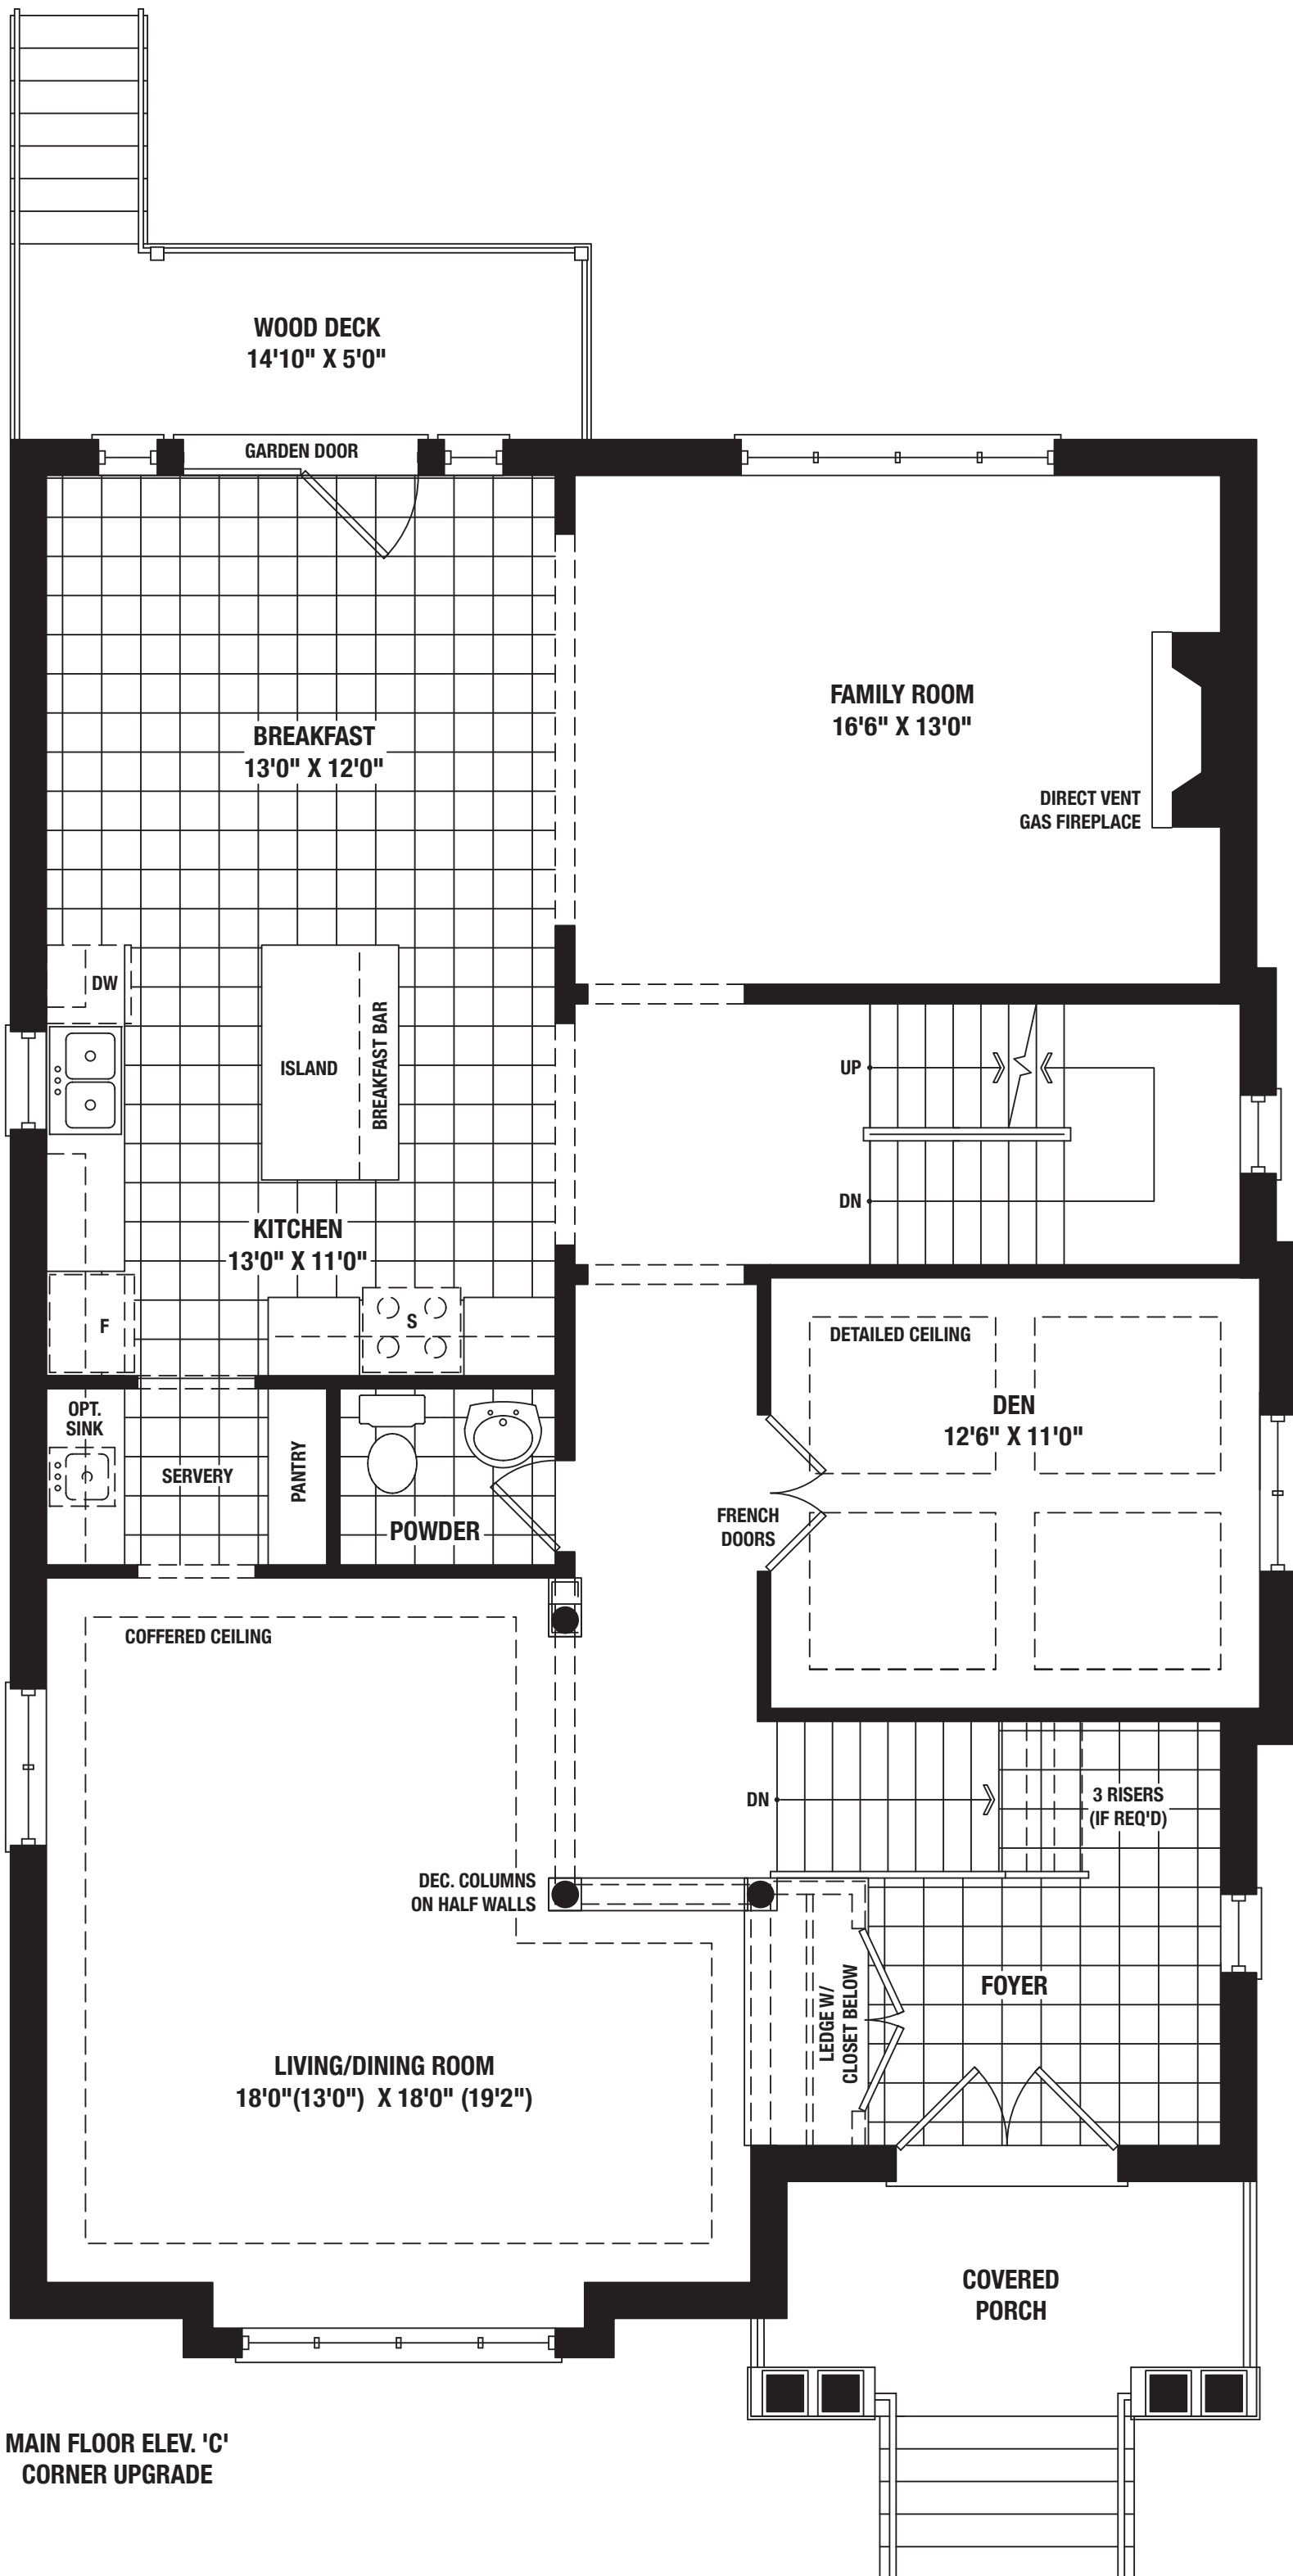 WOOD DECK
14'10" X 5'0"
GARDEN DOOR
FAMILY ROOM
16'6" X 13'0"
BREAKFAST
13'0" X 12'0"
DIRECT VENT
GAS FIREPLACE
DW
ISLAND
BREAKFAST BAR
UP
DN
KITCHEN
13'0" X 11'0"
F
S
DETAILED CEILING
DEN
12'6" X 11'0"
OPT.
SINK
SERVERY
PANTRY
POWDER
FRENCH
DOORS
COFFERED CEILING
DN
3 RISERS
(IF REQ'D)
DEC. COLUMNS
ON HALF WALLS
FOYER
LEDGE W/
CLOSET BELOW
LIVING/DINING ROOM
18'0"(13'0") X 18'0" (19'2")
COVERED
PORCH
MAIN FLOOR ELEV. 'C'
CORNER UPGRADE